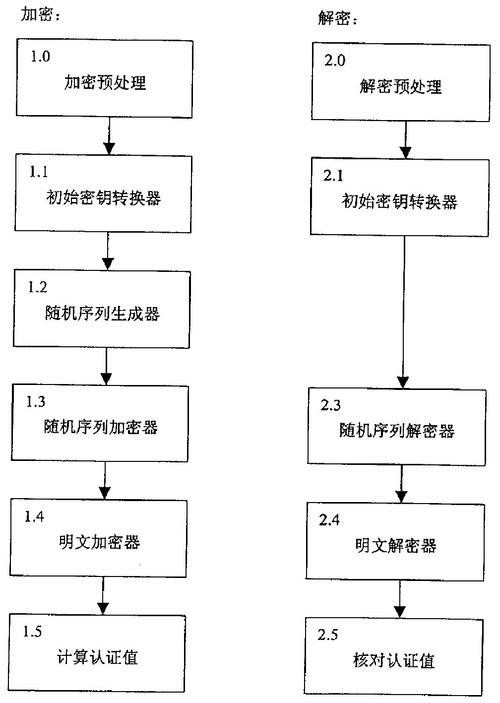 加密：
1.0
加密预处理
1.1
初始密钥转换器
1.2
随机序列生成器
1.3
随机序列加密器
1.4
明文加密器
1.5
计算认证值
解密：
2.0
解密预处理
2.1
初始密钥转换器
2.3
随机序列解密器
2.4
明文解密器
2.5
核对认证值